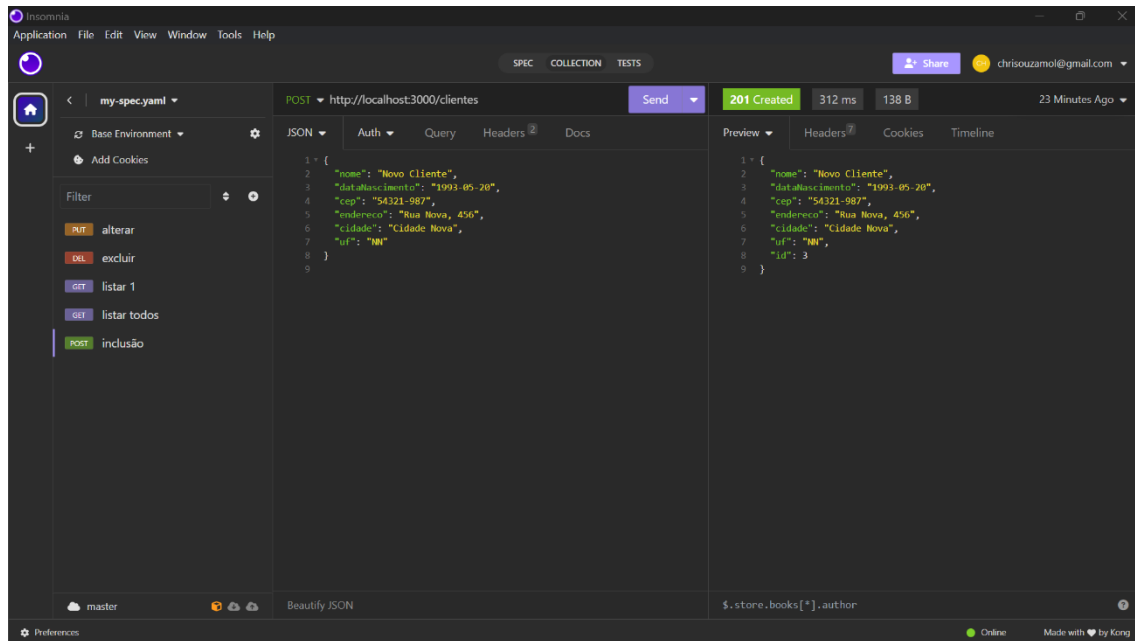 Insomnia
Application File Edit View Window Tools Help
SPEC COLLECTION TESTS
Share
CH
chrisouzamol@gmail.com
my-spec.yaml
Base Environment
Add Cookies
Filter
PUT alterar
DEL excluir
GET listar 1
GET listar todos
POST inclusão
master
POST http://localhost:3000/clientes
Send
JSON Auth Query Headers 2 Docs
1 {
2 "nome": "Novo Cliente",
3 "dataNascimento": "1993-05-20",
4 "cep": "54321-987",
5 "endereco": "Rua Nova, 456",
6 "cidade": "Cidade Nova",
7 "uf": "NN"
8 }
9
Beautify JSON
201 Created 312 ms 138 B 23 Minutes Ago
Preview Headers 7 Cookies Timeline
1 {
2 "nome": "Novo Cliente",
3 "dataNascimento": "1993-05-20",
4 "cep": "54321-987",
5 "endereco": "Rua Nova, 456",
6 "cidade": "Cidade Nova",
7 "uf": "NN",
8 "id": 3
9 }
$.store.books[*].author
Preferences
Online
Made with ♥ by Kong